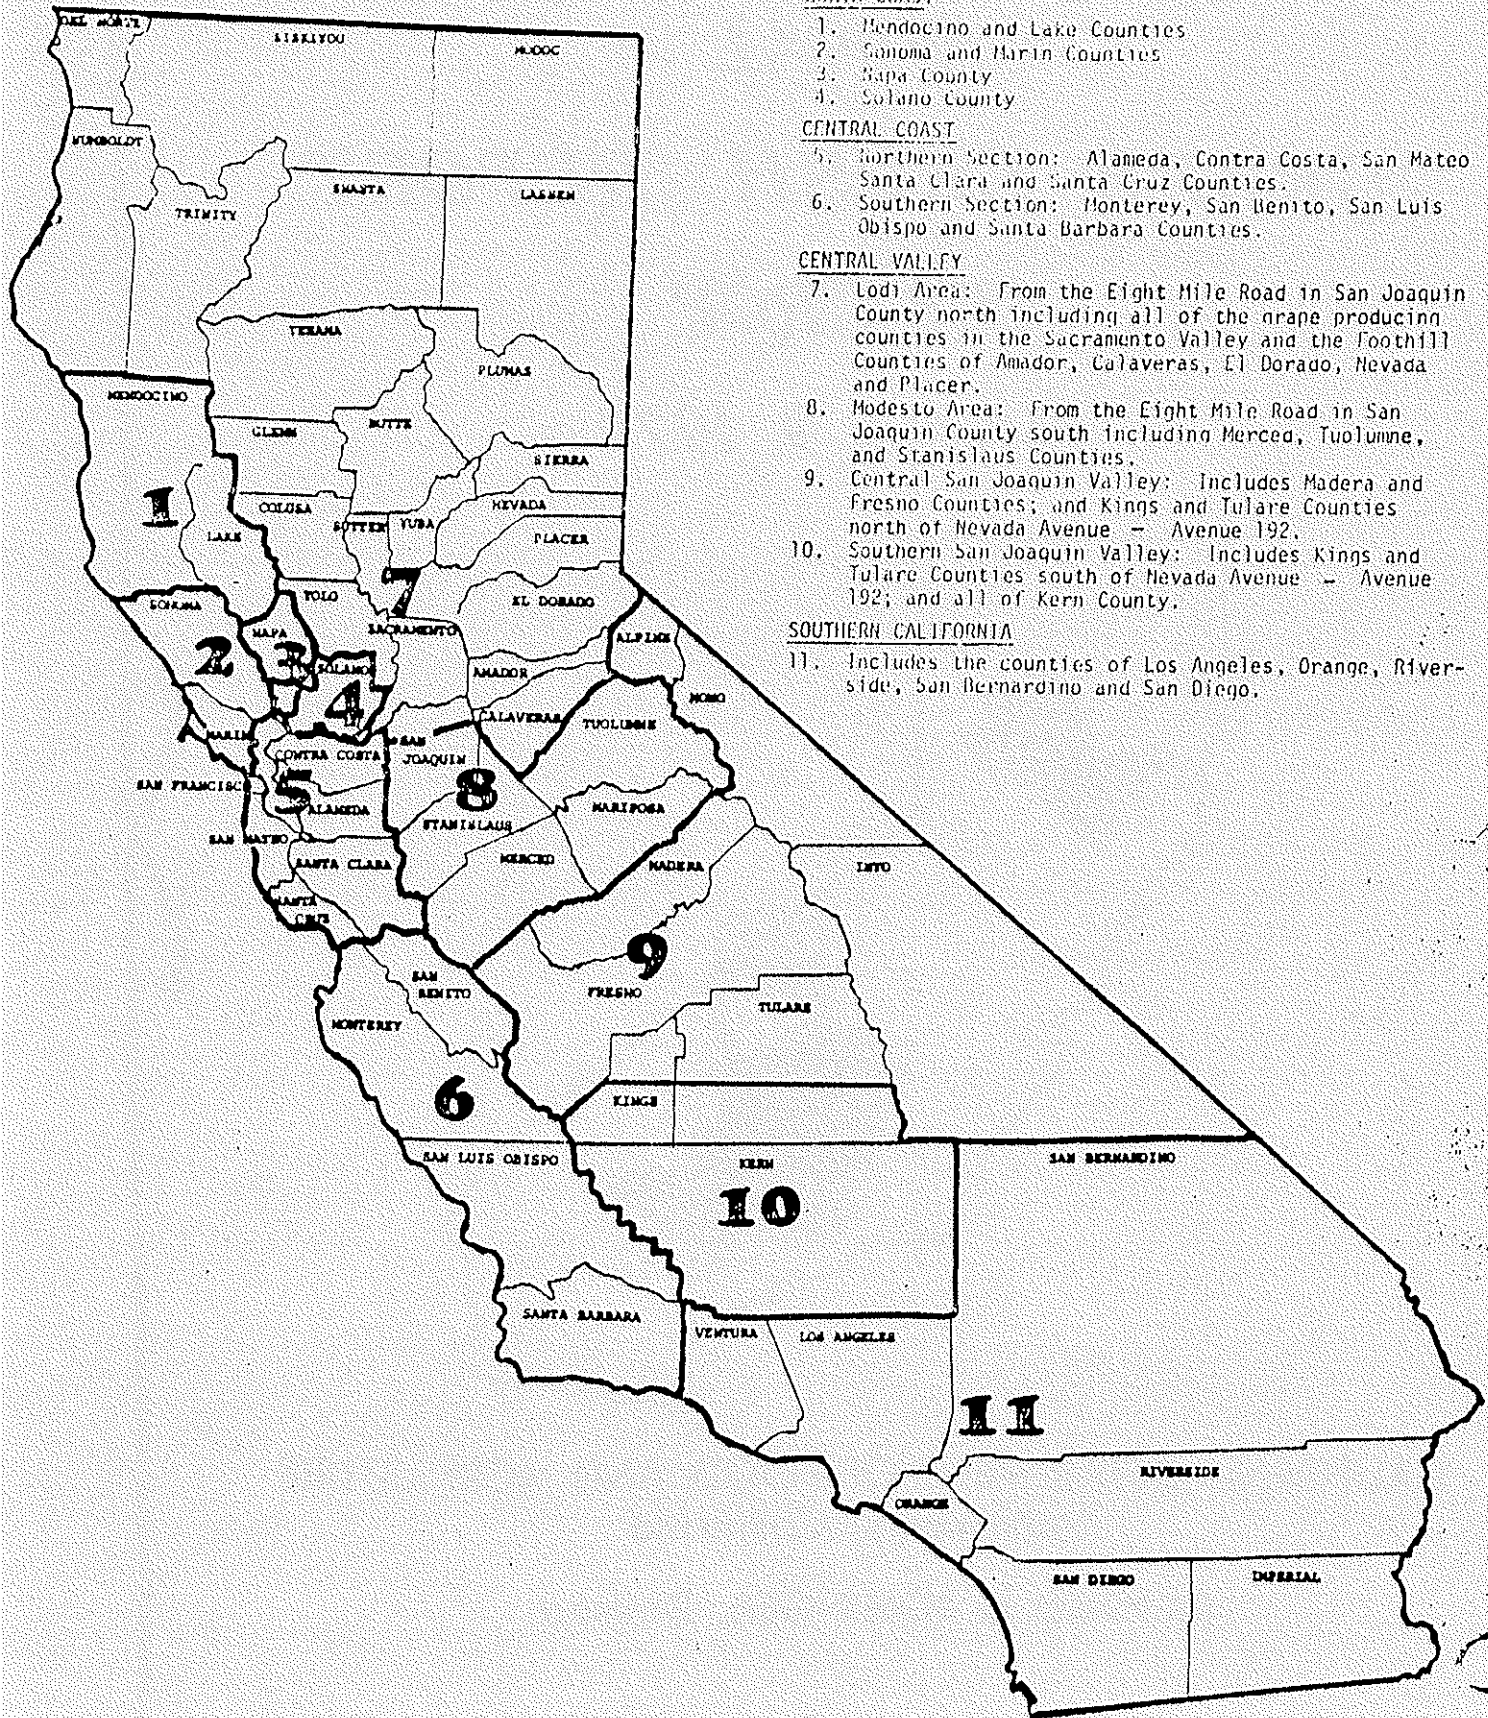 1. Mendocino and Lake Counties
2. Sonoma and Marin Counties
3. Napa County
4. Solano County
CENTRAL COAST
5. Northern Section: Alameda, Contra Costa, San Mateo
Santa Clara and Santa Cruz Counties.
6. Southern Section: Monterey, San Benito, San Luis
Obispo and Santa Barbara Counties.
CENTRAL VALLEY
7. Lodi Area: From the Eight Mile Road in San Joaquin
County north including all of the grape producing
counties in the Sacramento Valley and the Foothill
Counties of Amador, Calaveras, El Dorado, Nevada
and Placer.
8. Modesto Area: From the Eight Mile Road in San
Joaquin County south including Merced, Tuolumne,
and Stanislaus Counties.
9. Central San Joaquin Valley: Includes Madera and
Fresno Counties; and Kings and Tulare Counties
north of Nevada Avenue - Avenue 192.
10. Southern San Joaquin Valley: Includes Kings and
Tulare Counties south of Nevada Avenue - Avenue
192; and all of Kern County.
SOUTHERN CALIFORNIA
11. Includes the counties of Los Angeles, Orange, River-
side, San Bernardino and San Diego.
DEL NORTE
SISKIYOU
MODOC
HUMBOLDT
TRINITY
SHASTA
LASSEN
TEHAMA
PLUMAS
MENDOCINO
GLENN
BUTTE
SIERRA
1
COLUSA
SUTTER
YUBA
NEVADA
LAKE
PLACER
7
YOLO
EL DORADO
SONOMA
NAPA
SACRAMENTO
ALPINE
2
3
SOLANO
AMADOR
4
MONO
MARIN
CALAVERAS
TUOLUMNE
CONTRA COSTA
SAN
JOAQUIN
SAN FRANCISCO
5
8
ALAMEDA
STANISLAUS
MARIPOSA
SAN MATEO
SANTA CLARA
MERCED
MADERA
INYO
SANTA
CRUZ
9
SAN
BENITO
FRESNO
TULARE
MONTEREY
6
KINGS
SAN LUIS OBISPO
KERN
SAN BERNARDINO
10
SANTA BARBARA
VENTURA
LOS ANGELES
11
RIVERSIDE
ORANGE
SAN DIEGO
IMPERIAL